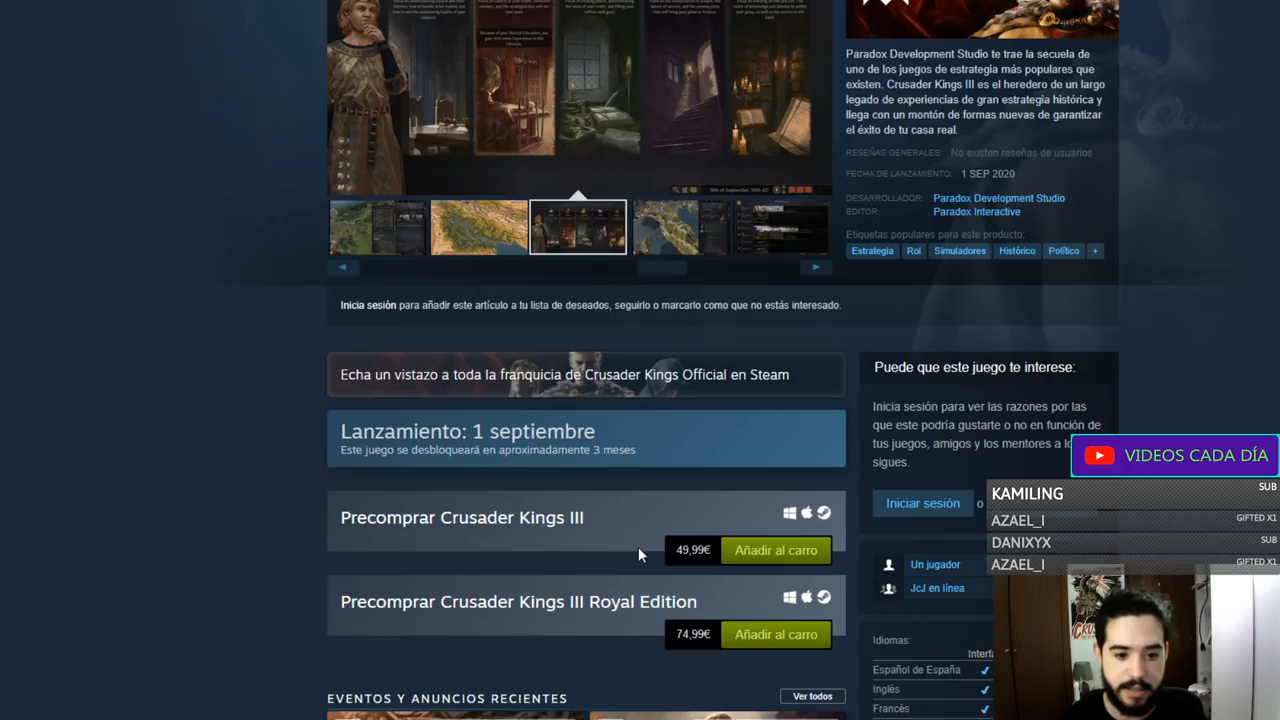 Paradox Development Studio te trae la secuela de
uno de los juegos de estrategia más populares que
existen. Crusader Kings III es el heredero de un largo
legado de experiencias de gran estrategia histórica y
llega con un montón de formas nuevas de garantizar
el éxito de tu casa real.
RESEÑAS GENERALES: No existen reseñas de usuarios
FECHA DE LANZAMIENTO: 1 SEP 2020
DESARROLLADOR: Paradox Development Studio
EDITOR: Paradox Interactive
Etiquetas populares para este producto:
Estrategia Rol Simuladores Histórico Político +
Inicia sesión para añadir este artículo a tu lista de deseados, seguirlo o marcarlo como que no estás interesado.
Echa un vistazo a toda la franquicia de Crusader Kings Official en Steam
Lanzamiento: 1 septiembre
Este juego se desbloqueará en aproximadamente 3 meses
Precomprar Crusader Kings III
49,99€ Añadir al carro
Precomprar Crusader Kings III Royal Edition
74,99€ Añadir al carro
EVENTOS Y ANUNCIOS RECIENTES Ver todos
Puede que este juego te interese:
Inicia sesión para ver las razones por las
que este podría gustarte o no en función de
tus juegos, amigos y los mentores a lo
sigues.
Iniciar sesión o
Un jugador
JcJ en línea
Idiomas:
Interfa
Español de España
Inglés
Francés
VIDEOS CADA DÍA
KAMILING SUB
AZAEL_I GIFTED X1
DANIXYX SUB
AZAEL_I GIFTED X1